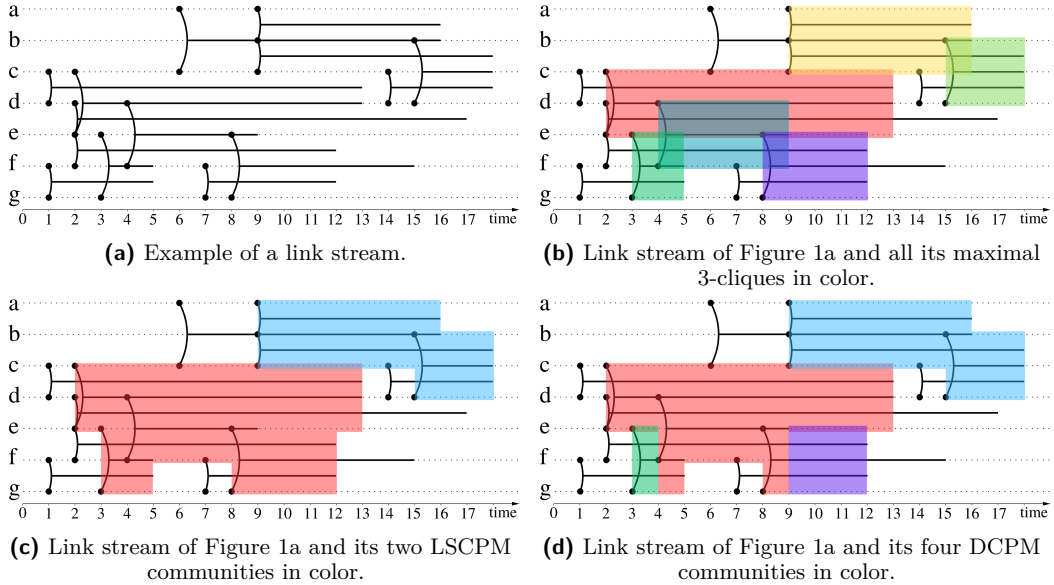 a
b
c
d
e
f
g
0 1 2 3 4 5 6 7 8 9 10 11 12 13 14 15 16 17 time
(a) Example of a link stream.
a
b
c
d
e
f
g
0 1 2 3 4 5 6 7 8 9 10 11 12 13 14 15 16 17 time
(b) Link stream of Figure 1a and all its maximal
3-cliques in color.
a
b
c
d
e
f
g
0 1 2 3 4 5 6 7 8 9 10 11 12 13 14 15 16 17 time
(c) Link stream of Figure 1a and its two LSCPM
communities in color.
a
b
c
d
e
f
g
0 1 2 3 4 5 6 7 8 9 10 11 12 13 14 15 16 17 time
(d) Link stream of Figure 1a and its four DCPM
communities in color.